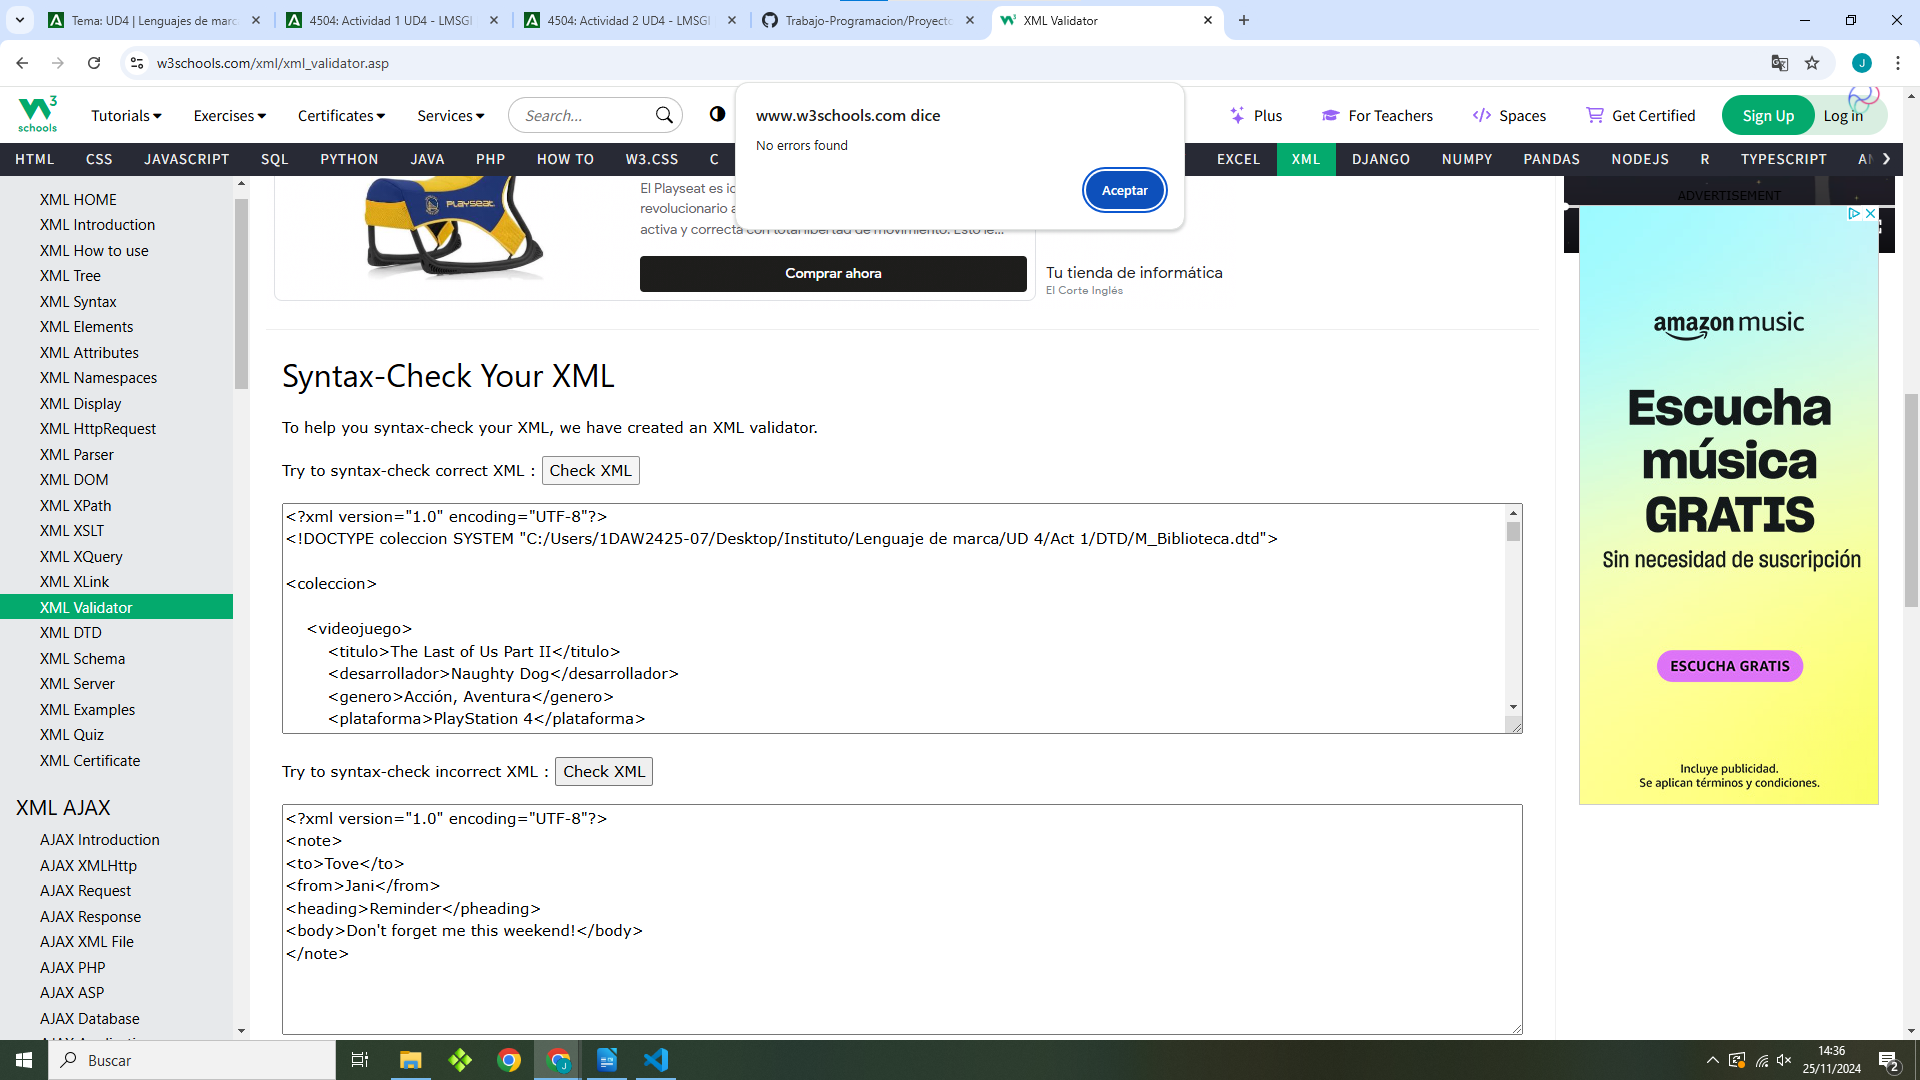 Tema: UD4 | Lenguajes de marc
4504: Actividad 1 UD4 - LMSGI
4504: Actividad 2 UD4 - LMSGI
Trabajo-Programacion/Proyecto
XML Validator
w3schools.com/xml/xml_validator.asp
J
W3
schools
Tutorials
Exercises
Certificates
Services
Search...
Plus
For Teachers
Spaces
Get Certified
Sign Up
Log in
www.w3schools.com dice
No errors found
Aceptar
HTML
CSS
JAVASCRIPT
SQL
PYTHON
JAVA
PHP
HOW TO
W3.CSS
C
EXCEL
XML
DJANGO
NUMPY
PANDAS
NODEJS
R
TYPESCRIPT
XML HOME
XML Introduction
XML How to use
XML Tree
XML Syntax
XML Elements
XML Attributes
XML Namespaces
XML Display
XML HttpRequest
XML Parser
XML DOM
XML XPath
XML XSLT
XML XQuery
XML XLink
XML Validator
XML DTD
XML Schema
XML Server
XML Examples
XML Quiz
XML Certificate
XML AJAX
AJAX Introduction
AJAX XMLHttp
AJAX Request
AJAX Response
AJAX XML File
AJAX PHP
AJAX ASP
AJAX Database
PLAYSEAT
El Playseat es
revolucionario
activa y correcta con total libertad de movimiento. Esto le...
Comprar ahora
Tu tienda de informática
El Corte Inglés
Syntax-Check Your XML
To help you syntax-check your XML, we have created an XML validator.
Try to syntax-check correct XML : Check XML
<?xml version="1.0" encoding="UTF-8"?>
<!DOCTYPE coleccion SYSTEM "C:/Users/1DAW2425-07/Desktop/Instituto/Lenguaje de marca/UD 4/Act 1/DTD/M_Biblioteca.dtd">
<coleccion>
<videojuego>
<titulo>The Last of Us Part II</titulo>
<desarrollador>Naughty Dog</desarrollador>
<genero>Acción, Aventura</genero>
<plataforma>PlayStation 4</plataforma>
Try to syntax-check incorrect XML : Check XML
<?xml version="1.0" encoding="UTF-8"?>
<note>
<to>Tove</to>
<from>Jani</from>
<heading>Reminder</pheading>
<body>Don't forget me this weekend!</body>
</note>
ADVERTISEMENT
amazon music
Escucha
música
GRATIS
Sin necesidad de suscripción
ESCUCHA GRATIS
Incluye publicidad.
Se aplican términos y condiciones.
Buscar
14:36
25/11/2024
2